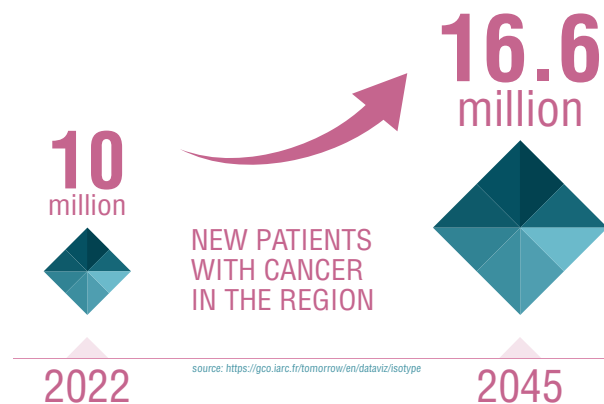 16.6
million
10
million
NEW PATIENTS
WITH CANCER
IN THE REGION
source: https://gco.iarc.fr/tomorrow/en/dataviz/isotype
2022
2045